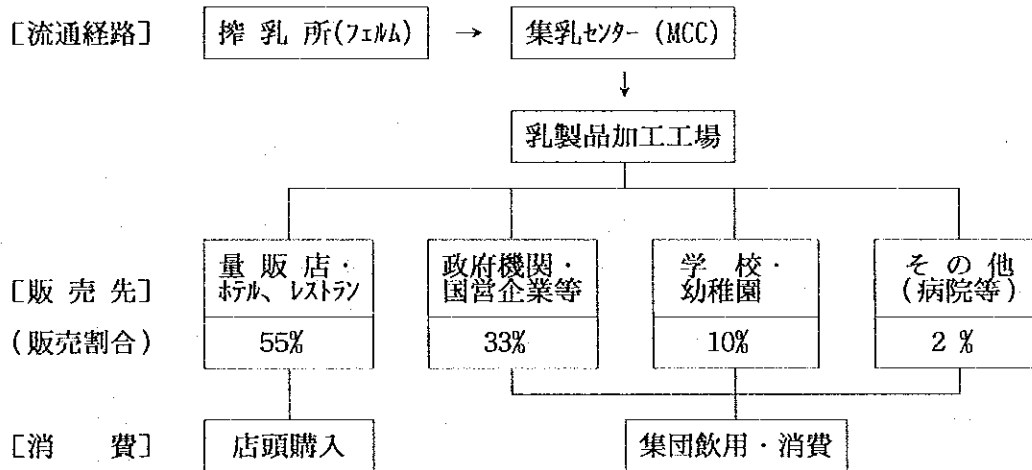 [流通経路] 搾乳所(フェルム) → 集乳センター(MCC)
↓
乳製品加工工場
量販店・ 政府機関・ 学校・ その他
[販売先] ホテル、レストラン 国営企業等 幼稚園 (病院等)
(販売割合) 55% 33% 10% 2%
[消費] 店頭購入 集団飲用・消費